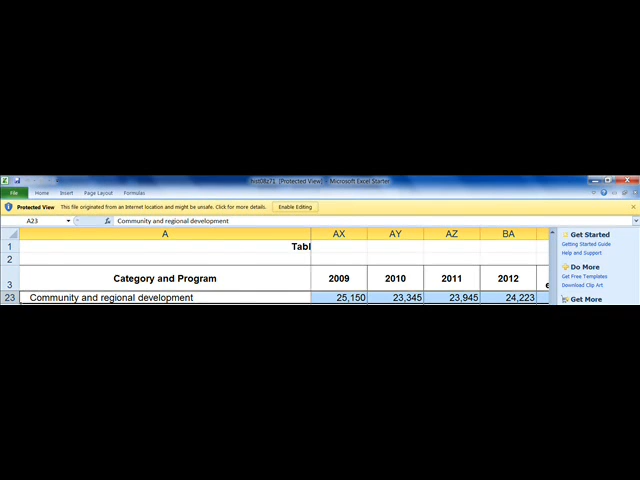 hist08z71 [Protected View] - Microsoft Excel Starter
File Home Insert Page Layout Formulas
Protected View This file originated from an Internet location and might be unsafe. Click for more details. Enable Editing
A23 fx Community and regional development
A AX AY AZ BA
1 Tabl
2
3 Category and Program 2009 2010 2011 2012 e
23 Community and regional development 25,150 23,345 23,945 24,223
Get Started
Getting Started Guide
Help and Support
Do More
Get Free Templates
Download Clip Art
Get More